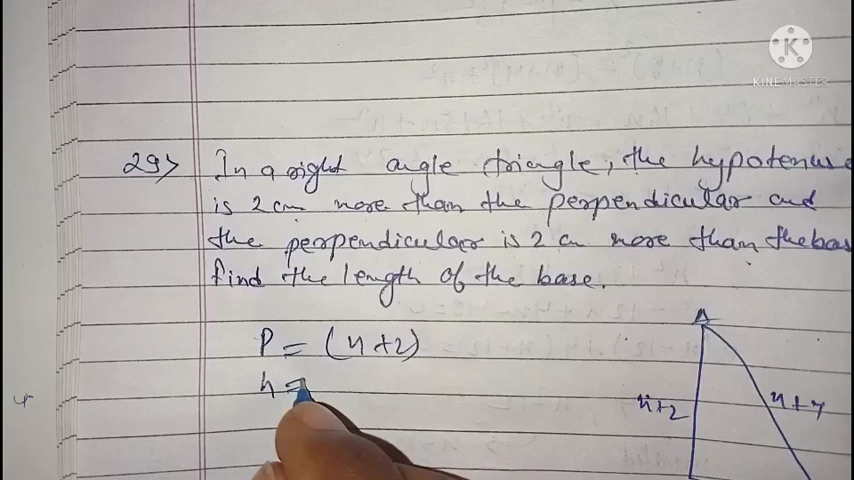 K
KINEMASTER
29> In a right angle triangle, the hypotenuse
is 2 cm more than the perpendicular and
the perpendicular is 2 cm more than the bas
find the length of the base.
P = (x+2)
h =
A
x+2
x+4